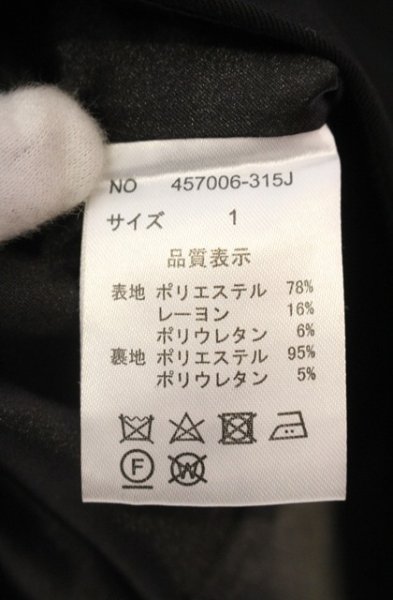 NO 457006-315J
サイズ 1
品質表示
表地 ポリエステル 78%
レーヨン 16%
ポリウレタン 6%
裏地 ポリエステル 95%
ポリウレタン 5%
F W